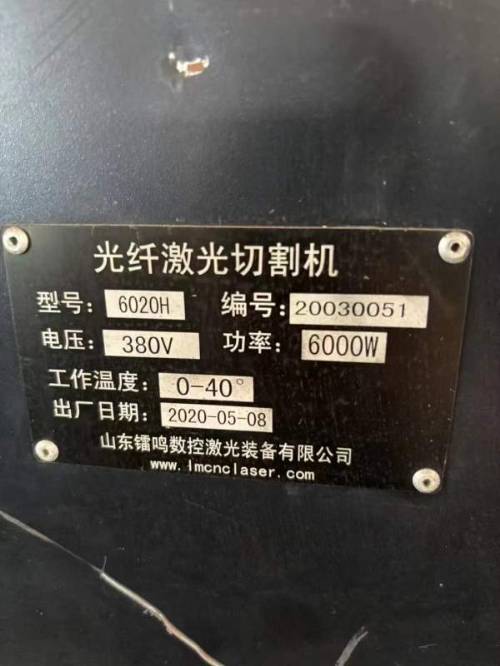 光纤激光切割机
型号: 6020H 编号: 20030051
电压: 380V 功率: 6000W
工作温度: 0-40°
出厂日期: 2020-05-08
山东镭鸣数控激光装备有限公司
www.lmcnclaser.com